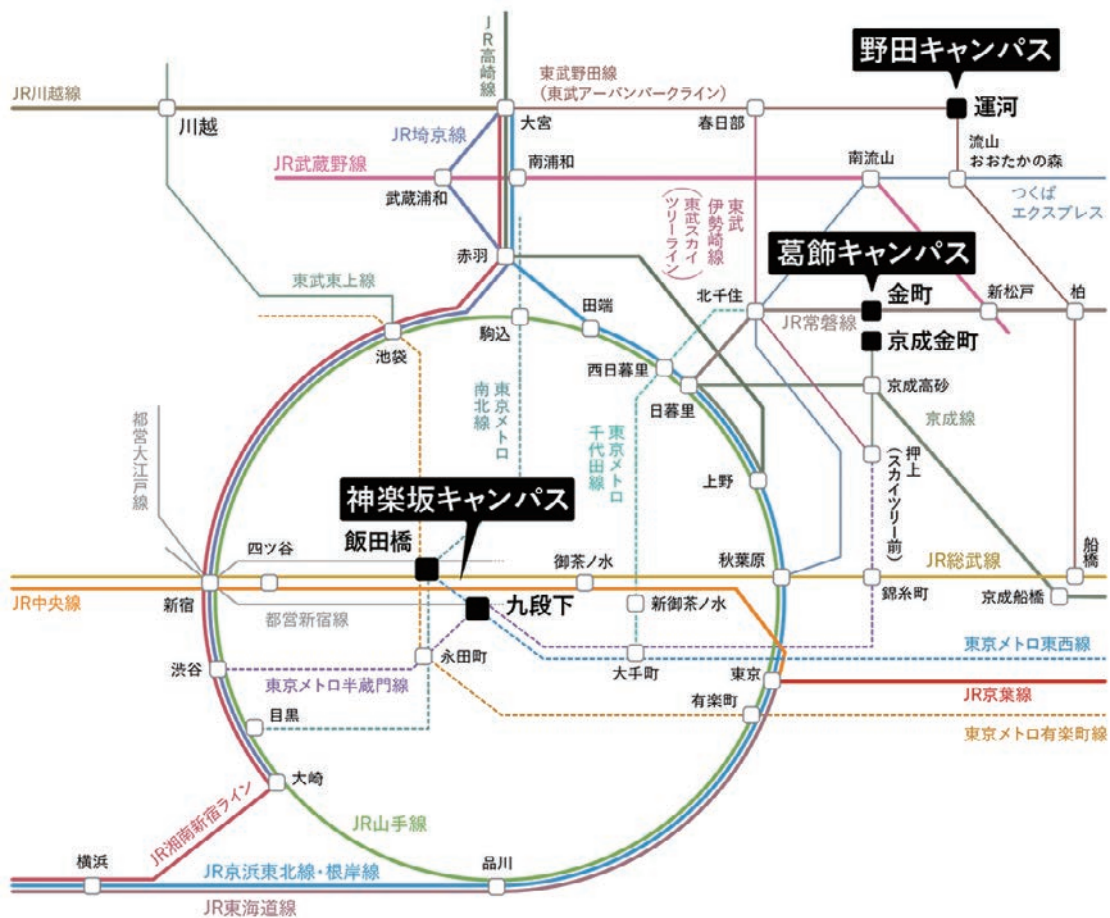 JR高崎線
野田キャンパス
JR川越線
東武野田線
(東武アーバンパークライン)
運河
川越
大宮
春日部
JR埼京線
流山
おおたかの森
JR武蔵野線
南浦和
南流山
武蔵浦和
つくば
エクスプレス
東武
伊勢崎線
(東武スカイ
ツリーライン)
葛飾キャンパス
赤羽
東武東上線
北千住
金町
新松戸
柏
田端
JR常磐線
駒込
池袋
京成金町
西日暮里
日暮里
京成高砂
京成線
東京メトロ
南北線
東京メトロ
千代田線
都営大江戸線
押上
(スカイツリー前)
上野
神楽坂キャンパス
飯田橋
四ツ谷
御茶ノ水
秋葉原
JR総武線
船橋
新宿
JR中央線
九段下
新御茶ノ水
錦糸町
京成船橋
都営新宿線
永田町
東京メトロ東西線
渋谷
東京メトロ半蔵門線
大手町
東京
JR京葉線
有楽町
目黒
東京メトロ有楽町線
大崎
JR湘南新宿ライン
JR山手線
横浜
JR京浜東北線・根岸線
品川
JR東海道線